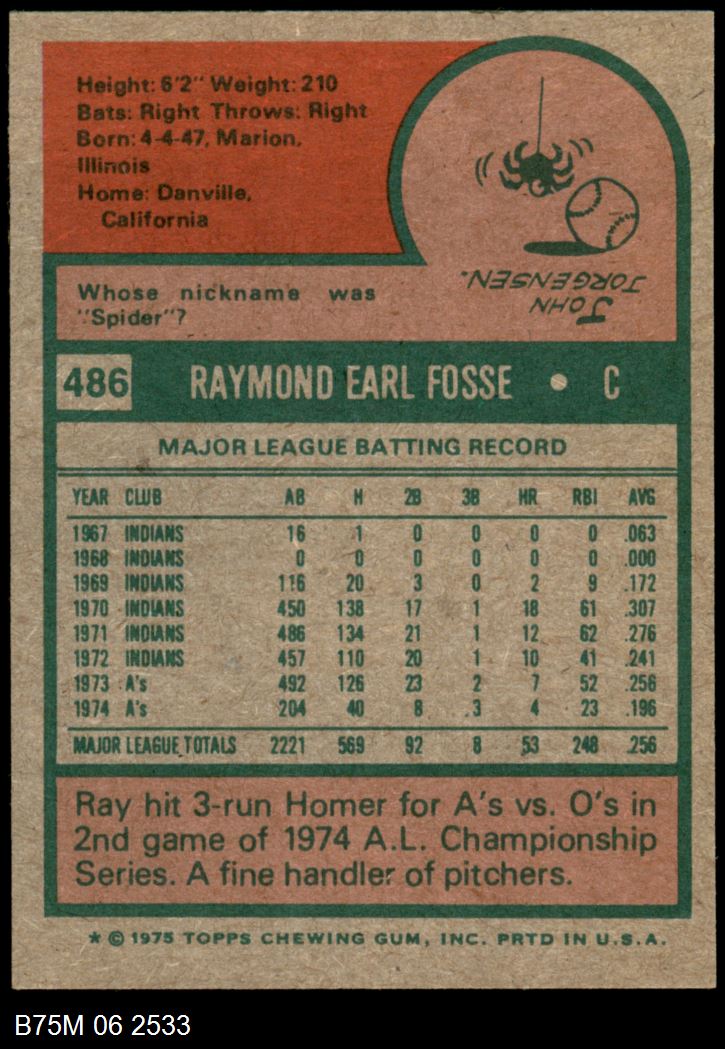 Height: 6'2" Weight: 210
Bats: Right Throws: Right
Born: 4-4-47, Marion,
Illinois
Home: Danville,
California
Whose nickname was
"Spider"?
JOHN
JORGENSEN.
486 RAYMOND EARL FOSSE • C
MAJOR LEAGUE BATTING RECORD
YEAR CLUB AB H 2B 3B HR RBI AVG
1967 INDIANS 16 1 0 0 0 0 .063
1968 INDIANS 0 0 0 0 0 0 .000
1969 INDIANS 116 20 3 0 2 9 .172
1970 INDIANS 450 138 17 1 18 61 .307
1971 INDIANS 486 134 21 1 12 62 .276
1972 INDIANS 457 110 20 1 10 41 .241
1973 A's 492 126 23 2 7 52 .256
1974 A's 204 40 8 3 4 23 .196
MAJOR LEAGUE TOTALS 2221 569 92 8 53 248 .256
Ray hit 3-run Homer for A's vs. O's in
2nd game of 1974 A.L. Championship
Series. A fine handler of pitchers.
* © 1975 TOPPS CHEWING GUM, INC. PRTD IN U.S.A.
B75M 06 2533